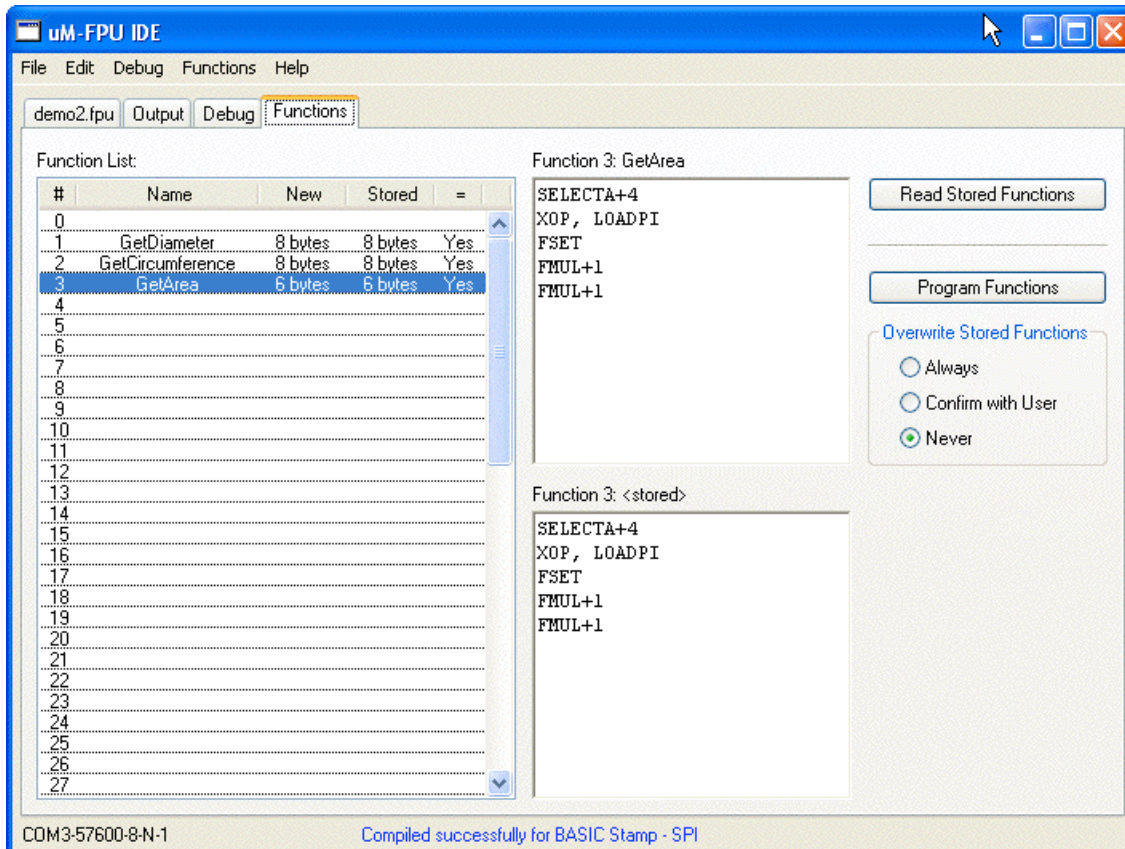 uM-FPU IDE
File Edit Debug Functions Help
demo2.fpu Output Debug Functions
Function List:
# Name New Stored =
0
1 GetDiameter 8 bytes 8 bytes Yes
2 GetCircumference 8 bytes 8 bytes Yes
3 GetArea 6 bytes 6 bytes Yes
4
5
6
7
8
9
10
11
12
13
14
15
16
17
18
19
20
21
22
23
24
25
26
27
Function 3: GetArea
SELECTA+4
XOP, LOADPI
FSET
FMUL+1
FMUL+1
Function 3: <stored>
SELECTA+4
XOP, LOADPI
FSET
FMUL+1
FMUL+1
Read Stored Functions
Program Functions
Overwrite Stored Functions
Always
Confirm with User
Never
COM3-57600-8-N-1
Compiled successfully for BASIC Stamp - SPI